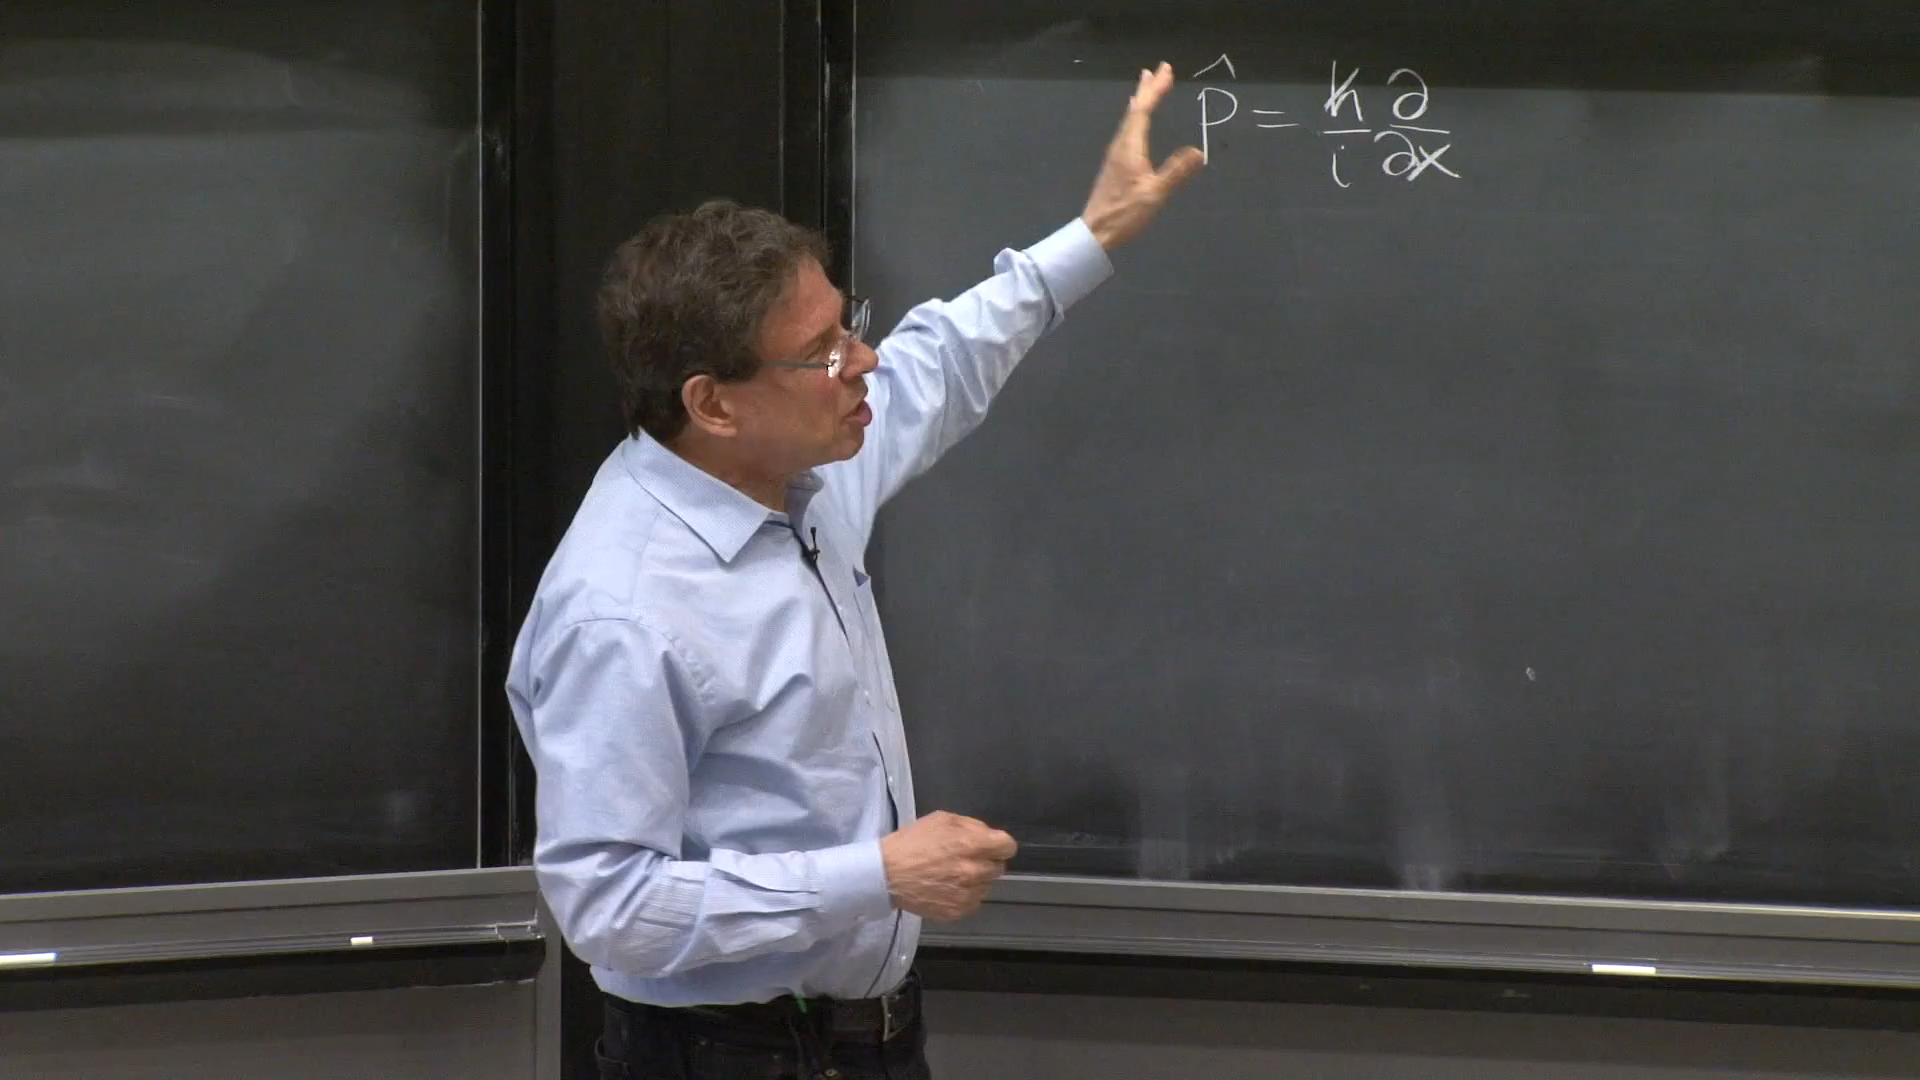 p̂ = ħ/i ∂/∂x